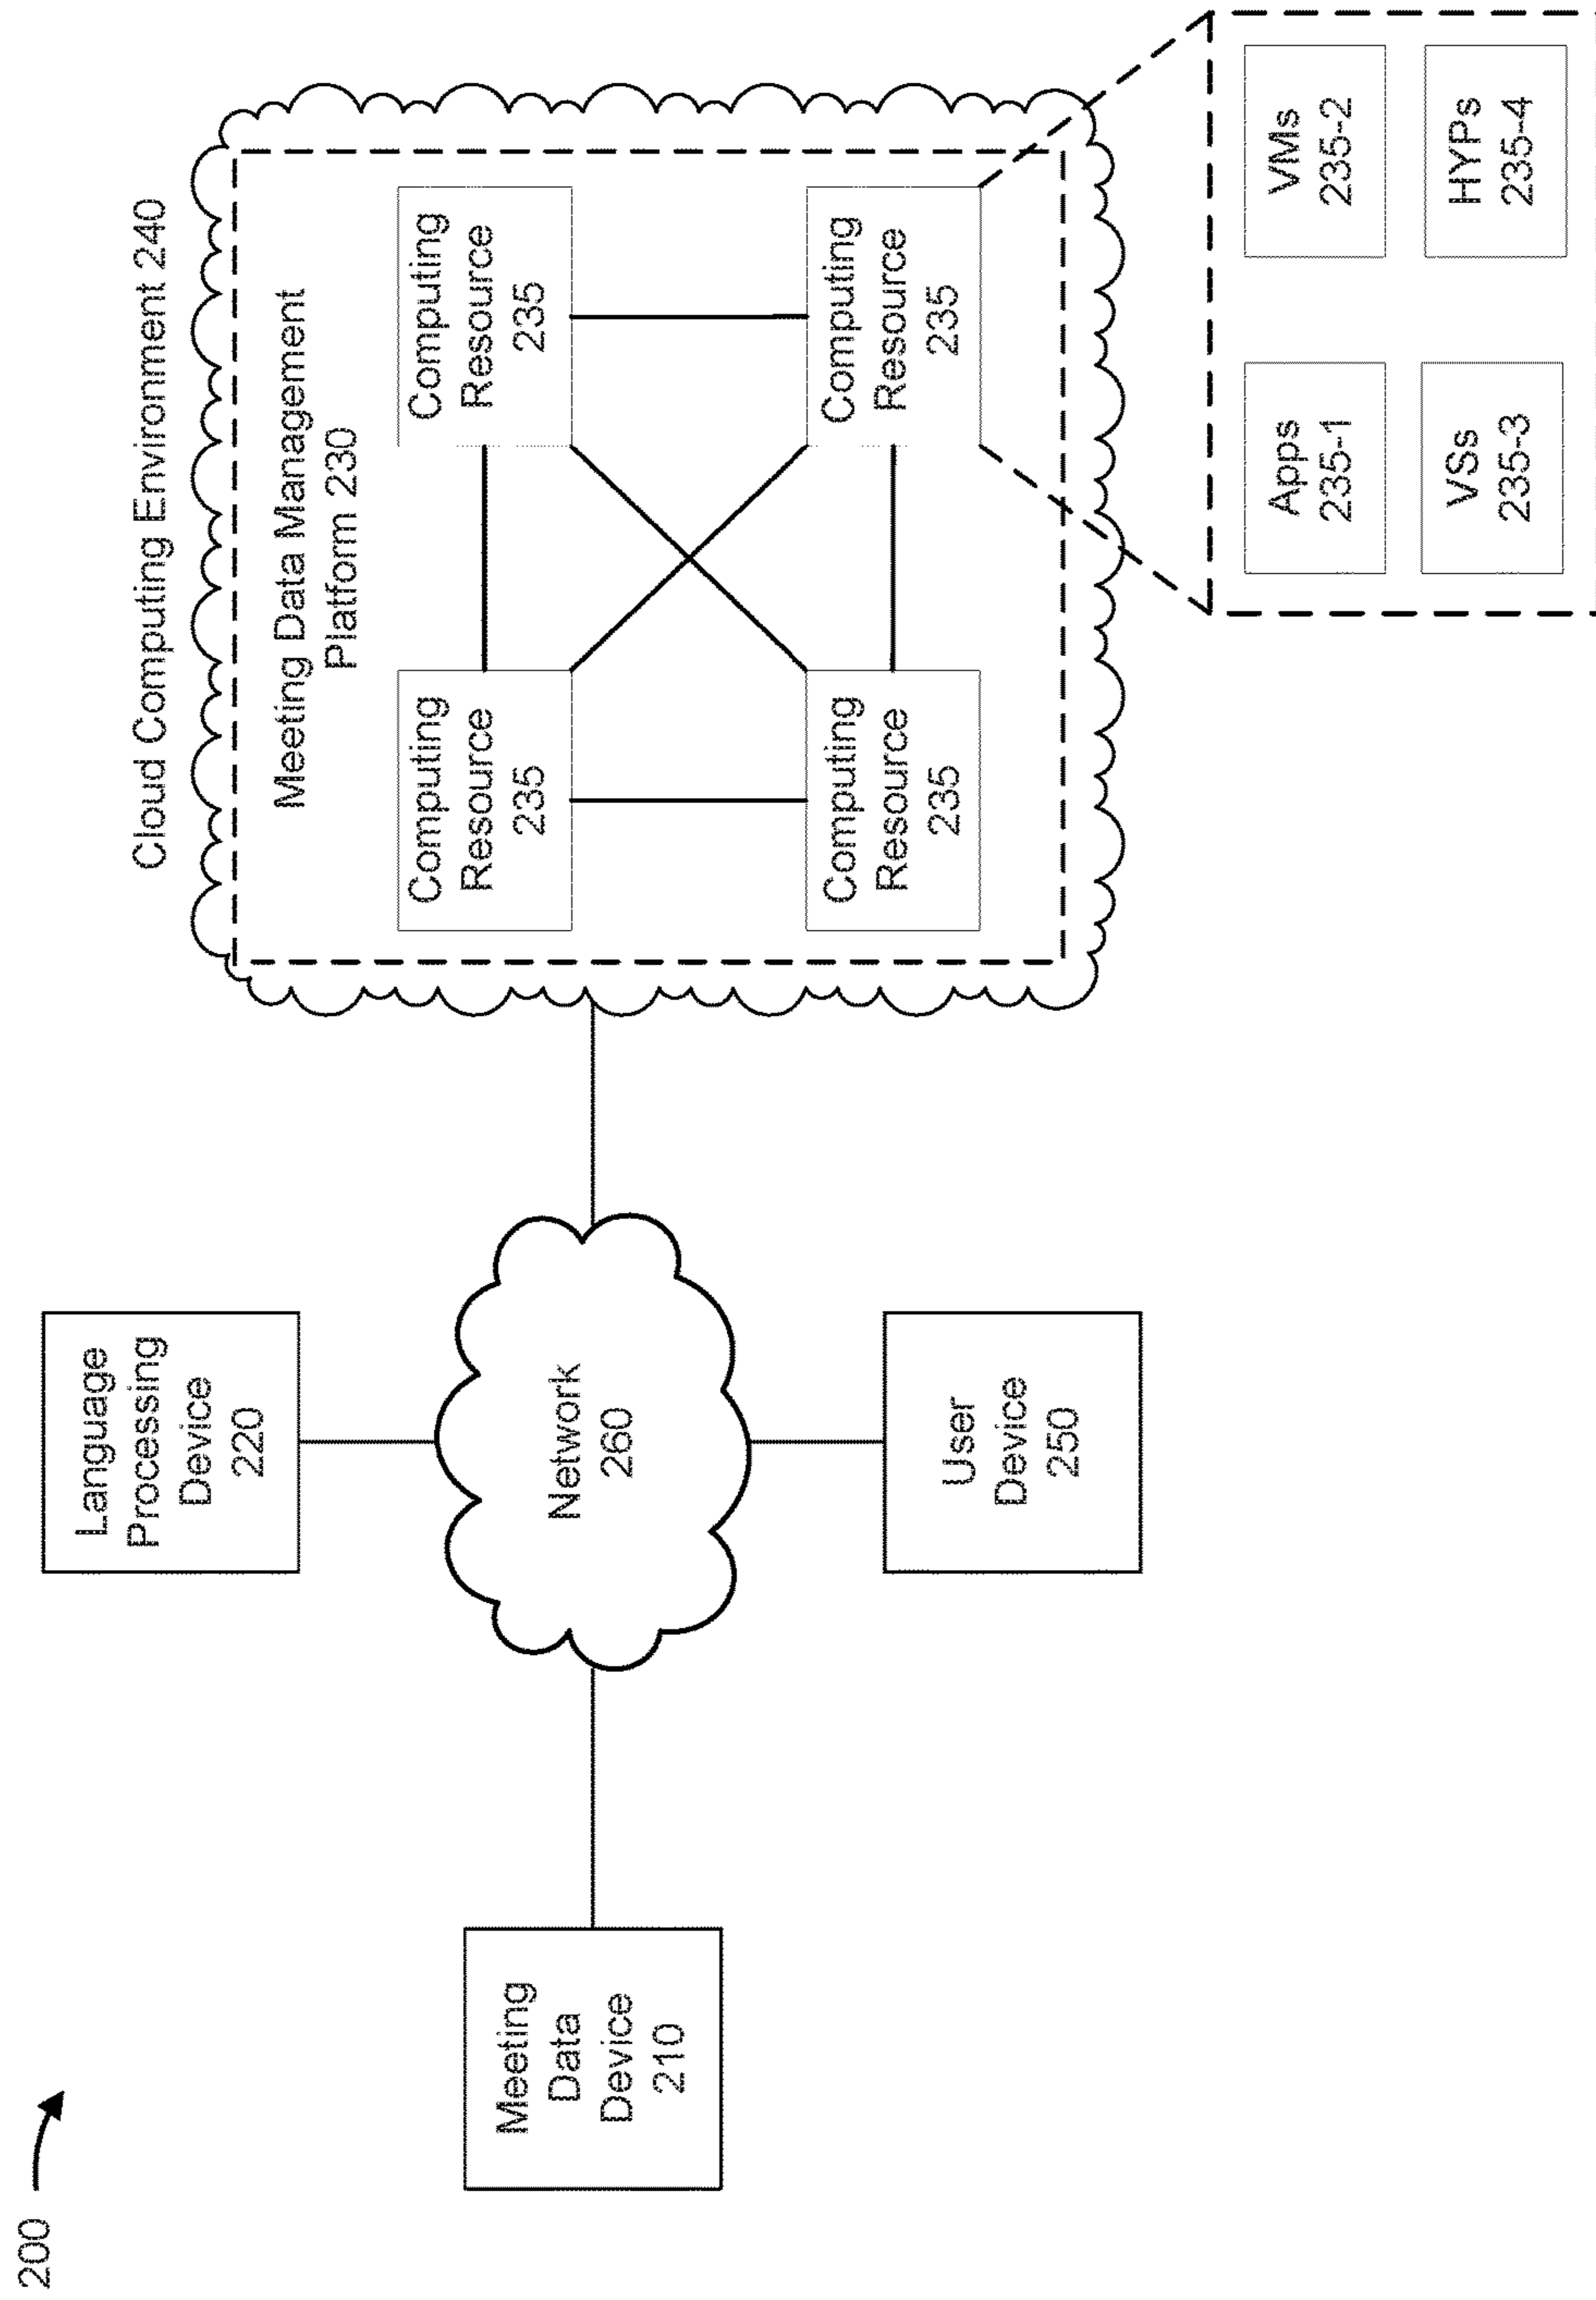 200
Cloud Computing Environment 240
Meeting Data Management
Platform 230
Computing
Resource
235
Computing
Resource
235
Computing
Resource
235
Computing
Resource
235
Language
Processing
Device
220
Meeting
Data
Device
210
Network
260
User
Device
250
Apps
235-1
VMs
235-2
VSs
235-3
HYPs
235-4